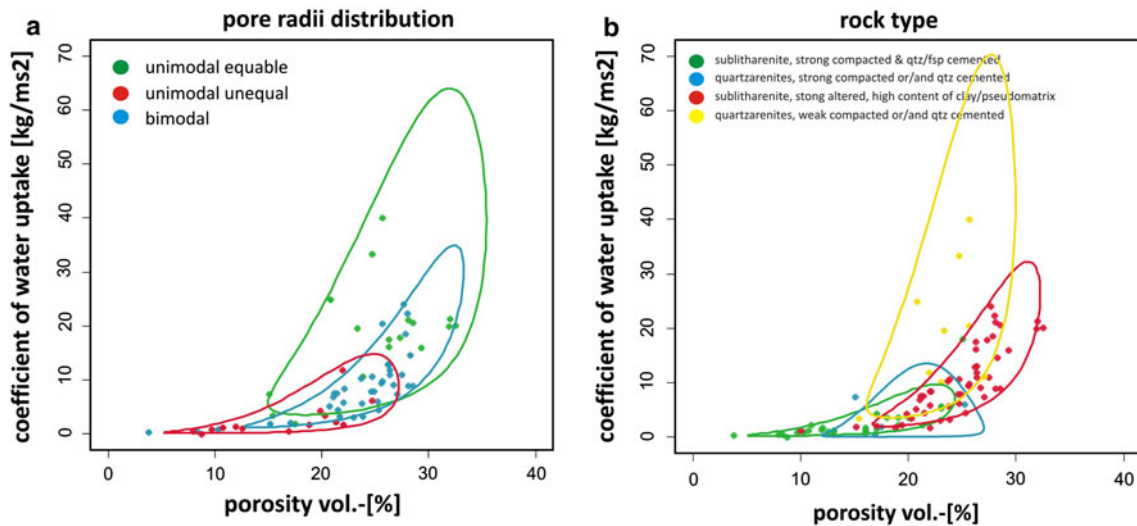 a
pore radii distribution
coefficient of water uptake [kg/ms2]
70
60
50
40
30
20
10
0
unimodal equable
unimodal unequal
bimodal
0 10 20 30 40
porosity vol.-[%]
b
rock type
coefficient of water uptake [kg/ms2]
70
60
50
40
30
20
10
0
sublitharenite, strong compacted & qtz/fsp cemented
quartzarenites, strong compacted or/and qtz cemented
sublitharenite, stong altered, high content of clay/pseudomatrix
quartzarenites, weak compacted or/and qtz cemented
0 10 20 30 40
porosity vol.-[%]